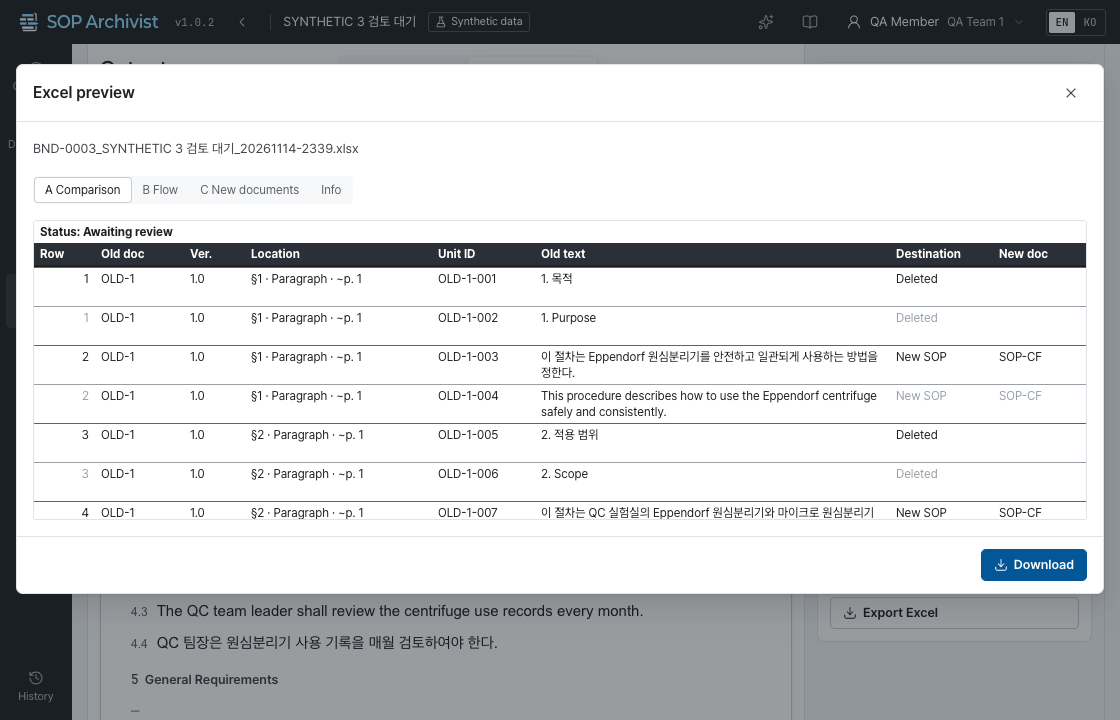 SOP Archivist v1.0.2 SYNTHETIC 3 검토 대기 Synthetic data QA Member QA Team 1 EN KO
Excel preview
BND-0003_SYNTHETIC 3 검토 대기_20261114-2339.xlsx
A Comparison B Flow C New documents Info
Status: Awaiting review
Row Old doc Ver. Location Unit ID Old text Destination New doc
1 OLD-1 1.0 §1 · Paragraph · ~p. 1 OLD-1-001 1. 목적 Deleted
1 OLD-1 1.0 §1 · Paragraph · ~p. 1 OLD-1-002 1. Purpose Deleted
2 OLD-1 1.0 §1 · Paragraph · ~p. 1 OLD-1-003 이 절차는 Eppendorf 원심분리기를 안전하고 일관되게 사용하는 방법을 New SOP SOP-CF
정한다.
2 OLD-1 1.0 §1 · Paragraph · ~p. 1 OLD-1-004 This procedure describes how to use the Eppendorf centrifuge New SOP SOP-CF
safely and consistently.
3 OLD-1 1.0 §2 · Paragraph · ~p. 1 OLD-1-005 2. 적용 범위 Deleted
3 OLD-1 1.0 §2 · Paragraph · ~p. 1 OLD-1-006 2. Scope Deleted
4 OLD-1 1.0 §2 · Paragraph · ~p. 1 OLD-1-007 이 절차는 QC 실험실의 Eppendorf 원심분리기와 마이크로 원심분리기 New SOP SOP-CF
Download
4.3 The QC team leader shall review the centrifuge use records every month.
Export Excel
4.4 QC 팀장은 원심분리기 사용 기록을 매월 검토하여야 한다.
5 General Requirements
–
History